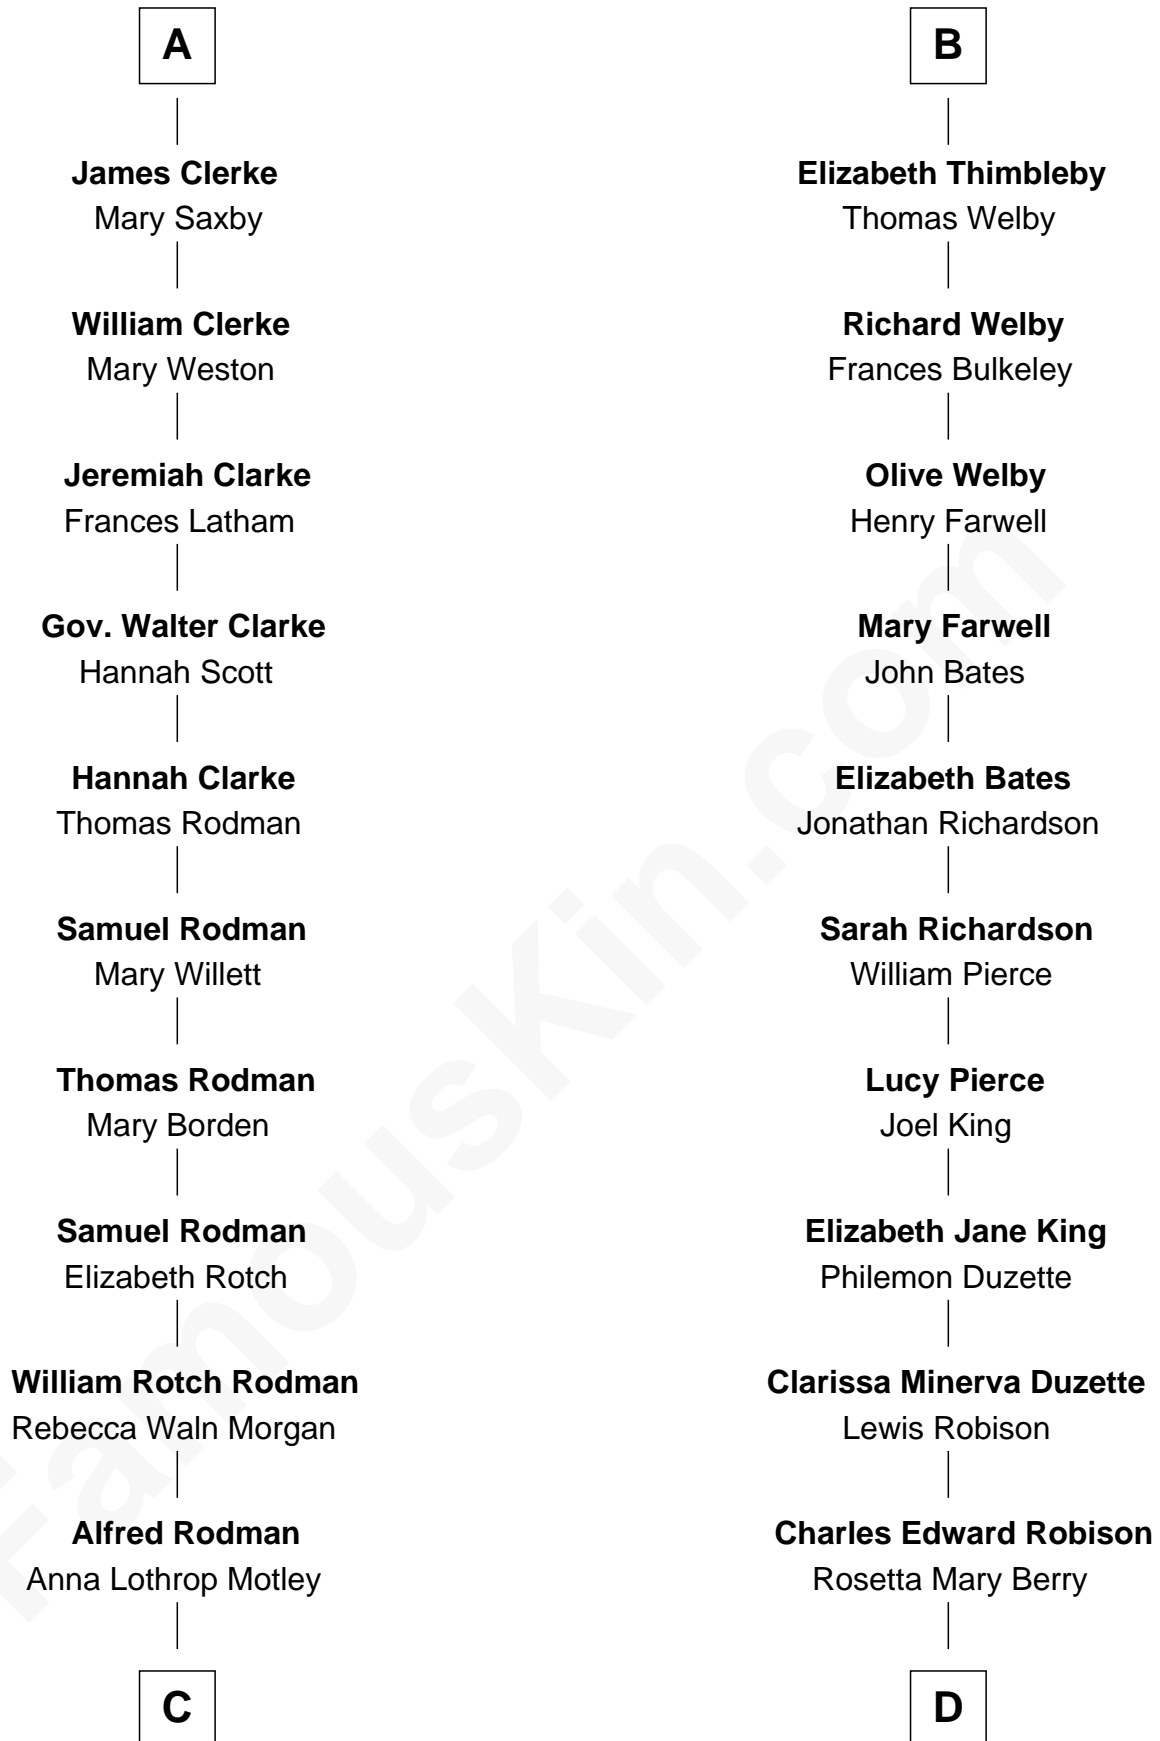 A
James Clerke
Mary Saxby
William Clerke
Mary Weston
Jeremiah Clarke
Frances Latham
Gov. Walter Clarke
Hannah Scott
Hannah Clarke
Thomas Rodman
Samuel Rodman
Mary Willett
Thomas Rodman
Mary Borden
Samuel Rodman
Elizabeth Rotch
William Rotch Rodman
Rebecca Waln Morgan
Alfred Rodman
Anna Lothrop Motley
C
B
Elizabeth Thimbleby
Thomas Welby
Richard Welby
Frances Bulkeley
Olive Welby
Henry Farwell
Mary Farwell
John Bates
Elizabeth Bates
Jonathan Richardson
Sarah Richardson
William Pierce
Lucy Pierce
Joel King
Elizabeth Jane King
Philemon Duzette
Clarissa Minerva Duzette
Lewis Robison
Charles Edward Robison
Rosetta Mary Berry
D
FamousKin.com